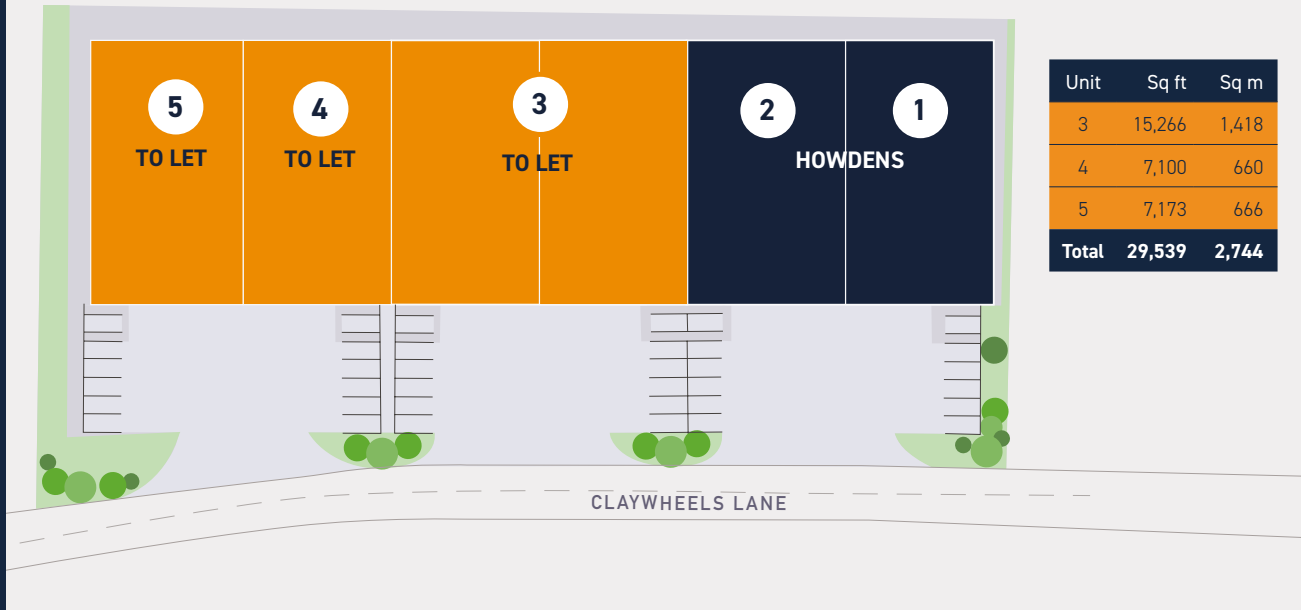 5
TO LET
4
TO LET
3
TO LET
2
1
HOWDENS
Unit Sq ft Sq m
3 15,266 1,418
4 7,100 660
5 7,173 666
Total 29,539 2,744
CLAYWHEELS LANE